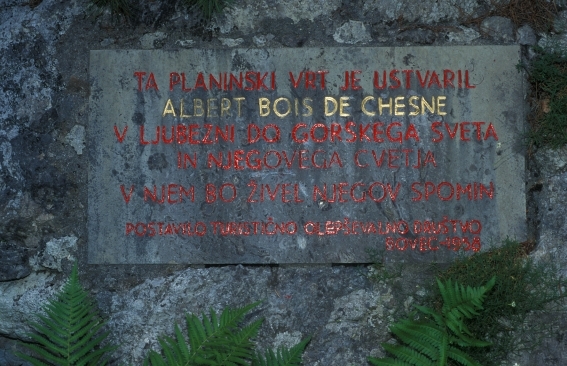 TA PLANINSKI VRT JE USTVARIL
ALBERT BOIS DE CHESNE
V LJUBEZNI DO GORSKEGA SVETA
IN NJEGOVEGA CVETJA
V NJEM BO ŽIVEL NJEGOV SPOMIN
POSTAVILO TURISTIČNO OLEPŠEVALNO DRUŠTVO
BOVEC-1958